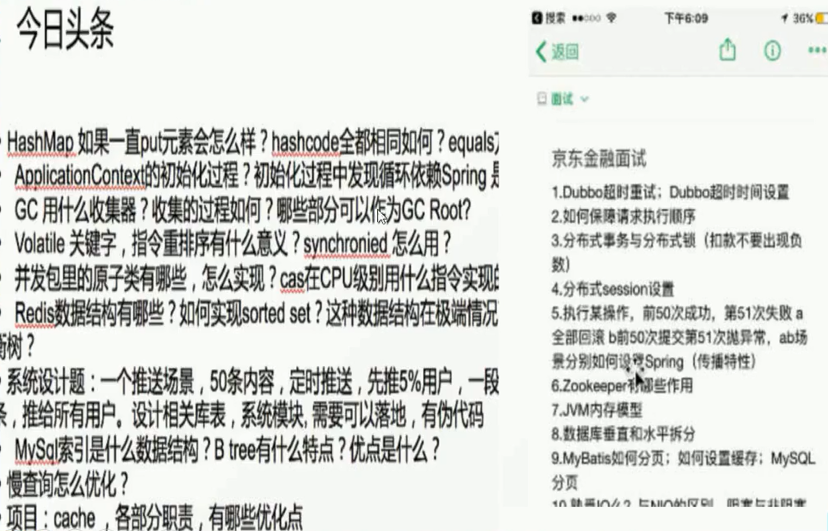 今日头条
HashMap 如果一直put元素会怎么样？hashcode全都相同如何？equals
ApplicationContext的初始化过程？初始化过程中发现循环依赖Spring 是
GC 用什么收集器？收集的过程如何？哪些部分可以作为GC Root?
Volatile 关键字，指令重排序有什么意义？synchronied 怎么用？
并发包里的原子类有哪些，怎么实现？cas在CPU级别用什么指令实现的
Redis数据结构有哪些？如何实现sorted set？这种数据结构在极端情况
衡树？
系统设计题：一个推送场景，50条内容，定时推送，先推5%用户，一段
条，推给所有用户。设计相关库表，系统模块, 需要可以落地，有伪代码
MySql索引是什么数据结构？B tree有什么特点？优点是什么？
慢查询怎么优化？
项目：cache ，各部分职责，有哪些优化点
搜索 下午6:09 36%
返回
面试
京东金融面试
1.Dubbo超时重试；Dubbo超时时间设置
2.如何保障请求执行顺序
3.分布式事务与分布式锁（扣款不要出现负
数）
4.分布式session设置
5.执行某操作，前50次成功，第51次失败 a
全部回滚 b前50次提交第51次抛异常，ab场
景分别如何设置Spring（传播特性）
6.Zookeeper有哪些作用
7.JVM内存模型
8.数据库垂直和水平拆分
9.MyBatis如何分页；如何设置缓存；MySQL
分页